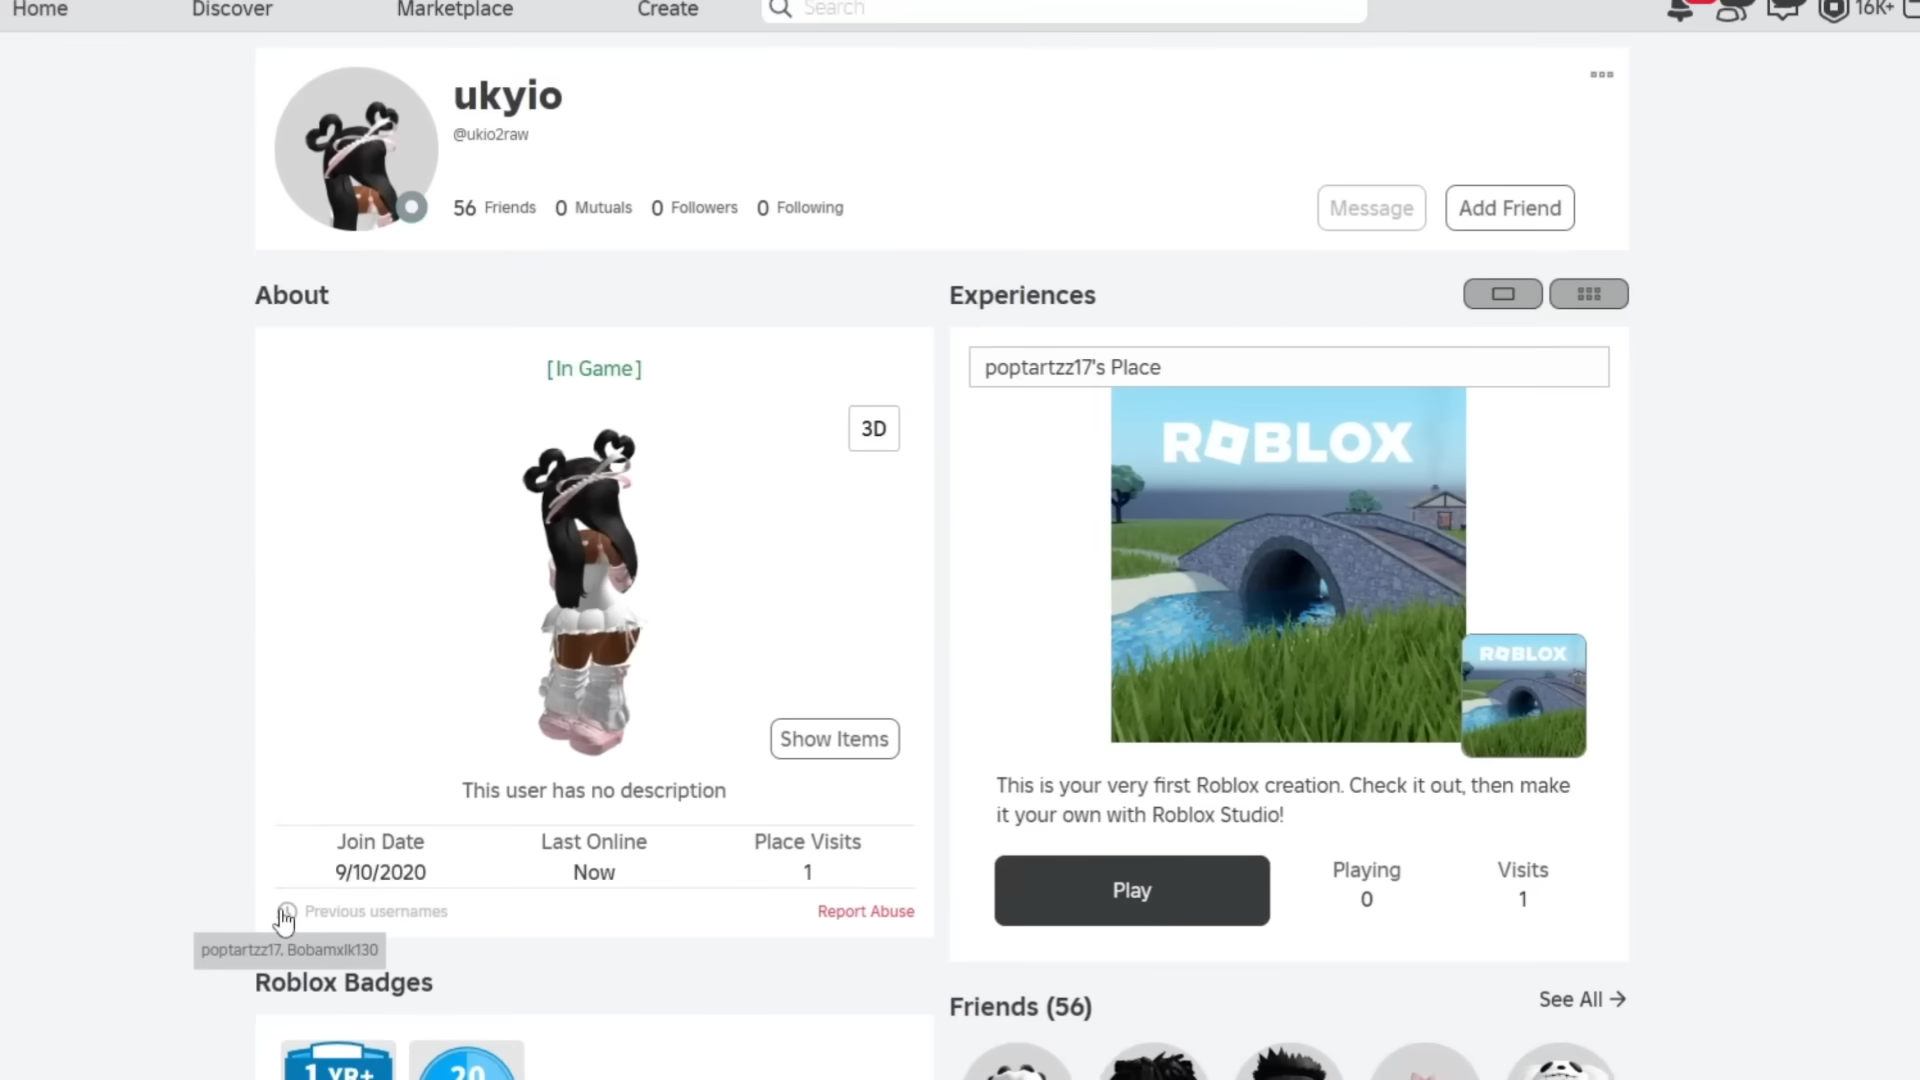 Home Discover Marketplace Create Search 16K+
ukyio
@ukio2raw
56 Friends 0 Mutuals 0 Followers 0 Following
Message Add Friend
About
[In Game]
3D
Show Items
This user has no description
Join Date Last Online Place Visits
9/10/2020 Now 1
Previous usernames Report Abuse
poptartzz17, Bobamxlk130
Roblox Badges
1 YR+ 20
Experiences
poptartzz17's Place
ROBLOX
ROBLOX
This is your very first Roblox creation. Check it out, then make
it your own with Roblox Studio!
Play
Playing Visits
0 1
Friends (56) See All →